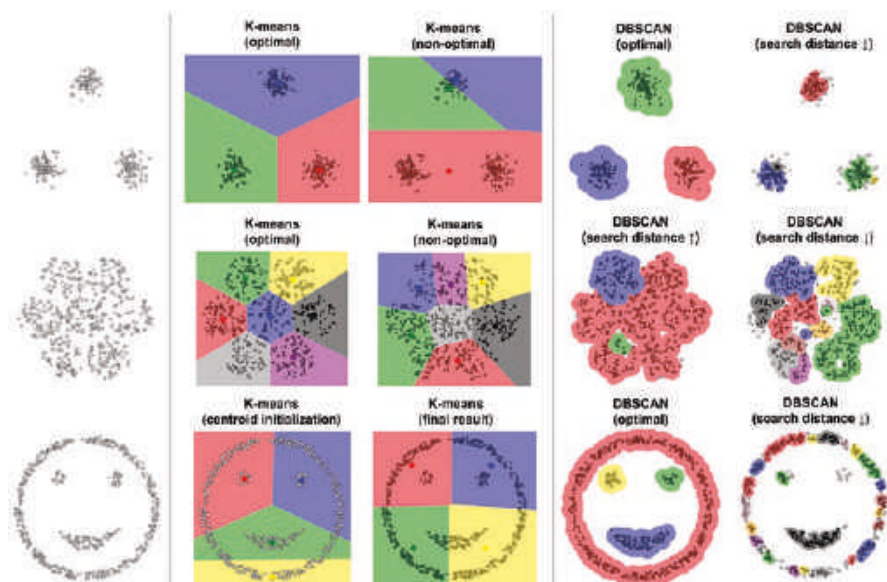 K-means
(optimal)
K-means
(non-optimal)
DBSCAN
(optimal)
DBSCAN
(search distance ↓)
K-means
(optimal)
K-means
(non-optimal)
DBSCAN
(search distance ↑)
DBSCAN
(search distance ↓)
K-means
(centroid initialization)
K-means
(final result)
DBSCAN
(optimal)
DBSCAN
(search distance ↓)